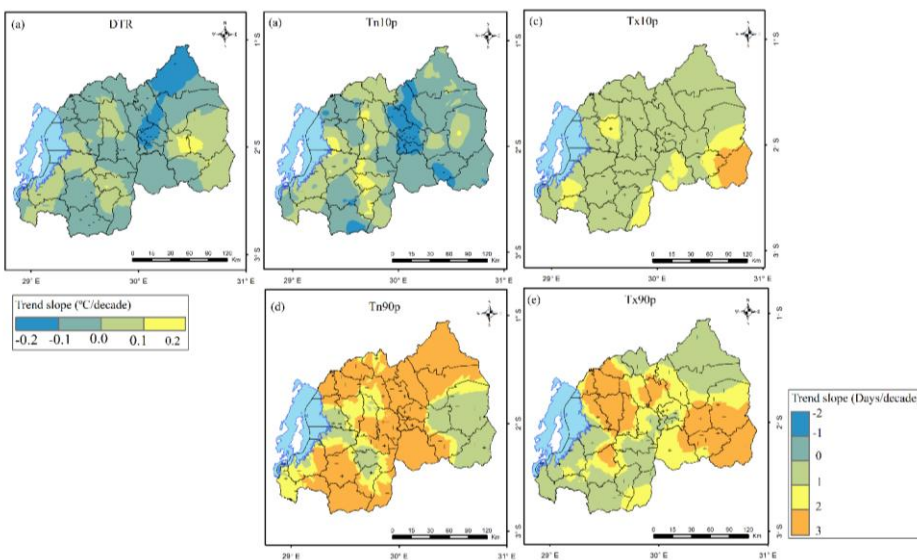 (a) DTR
(a) Tn10p
(c) Tx10p
1° S
2° S
3° S
1° S
2° S
3° S
0 15 30 60 90 120
Km
0 15 30 60 90 120
Km
0 15 30 60 90 120
Km
29° E 30° E 31° E
29° E 30° E 31° E
29° E 30° E 31° E
Trend slope (°C/decade)
-0.2 -0.1 0.0 0.1 0.2
(d) Tn90p
(e) Tx90p
1° S
2° S
3° S
1° S
2° S
3° S
Trend slope (Days/decade
-2
-1
0
1
2
3
0 15 30 60 90 120
Km
0 15 30 60 90 120
Km
29° E 30° E 31° E
29° E 30° E 31° E